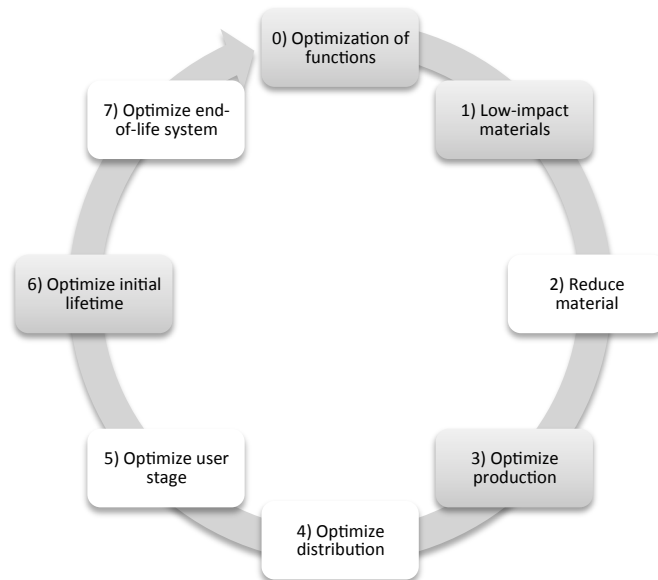 0) Optimization of
functions
1) Low-impact
materials
2) Reduce
material
3) Optimize
production
4) Optimize
distribution
5) Optimize user
stage
6) Optimize initial
lifetime
7) Optimize end-
of-life system